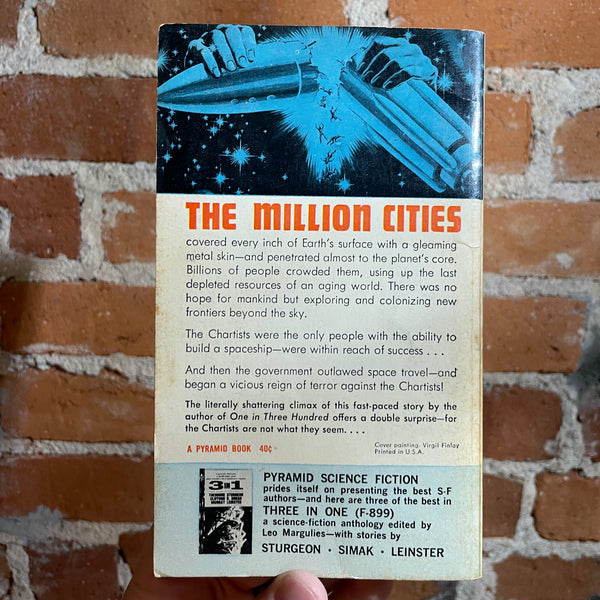 THE MILLION CITIES
covered every inch of Earth's surface with a gleaming
metal skin—and penetrated almost to the planet's core.
Billions of people crowded them, using up the last
depleted resources of an aging world. There was no
hope for mankind but exploring and colonizing new
frontiers beyond the sky.
The Chartists were the only people with the ability to
build a spaceship—were within reach of success . . .
And then the government outlawed space travel—and
began a vicious reign of terror against the Chartists!
The literally shattering climax of this fast-paced story by the
author of One in Three Hundred offers a double surprise—for
the Chartists are not what they seem. . . .
A PYRAMID BOOK 40¢
Cover painting: Virgil Finlay
Printed in U.S.A.
3in1
THEODORE STURGEON
CLIFFORD D. SIMAK
MURRAY LEINSTER
PYRAMID SCIENCE FICTION
prides itself on presenting the best S-F
authors—and here are three of the best in
THREE IN ONE (F-899)
a science-fiction anthology edited by
Leo Margulies—with stories by
STURGEON • SIMAK • LEINSTER